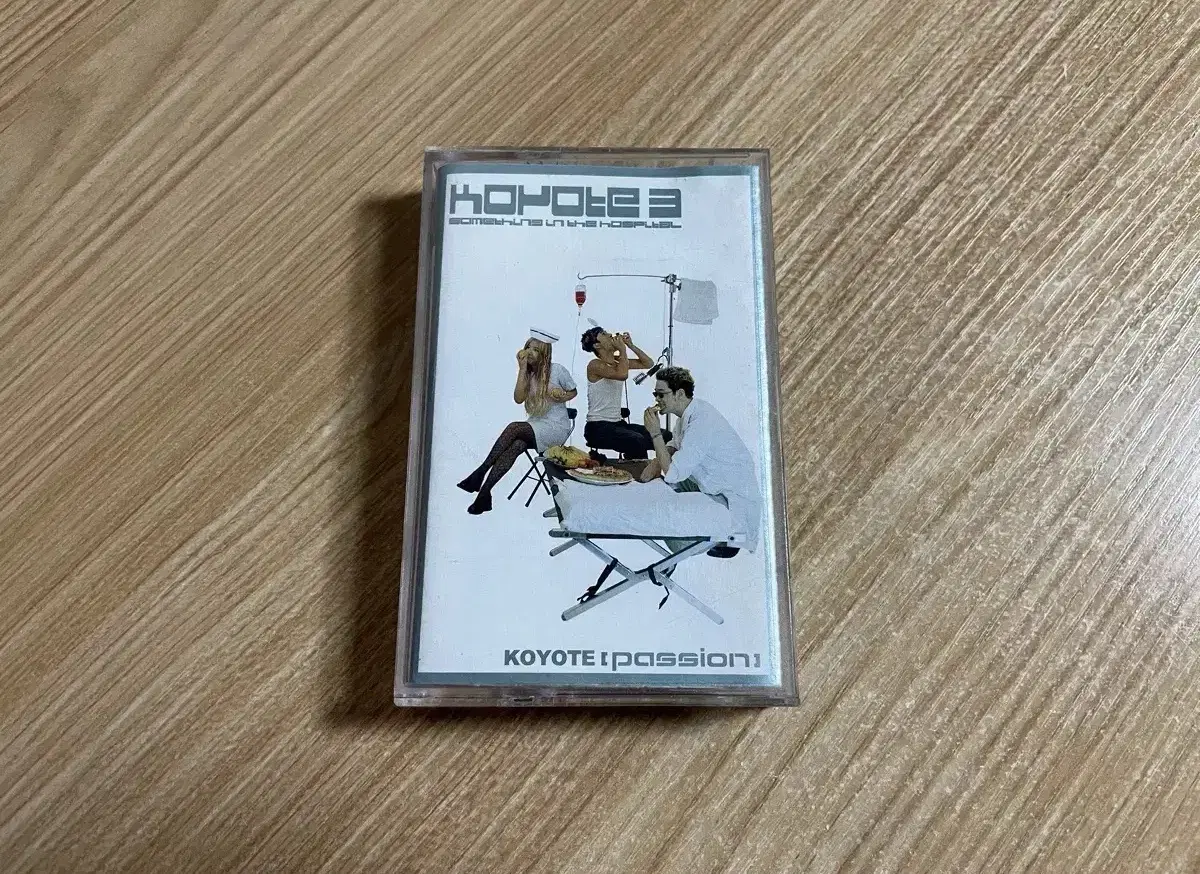 KOYOTE 3
something in the hospital
KOYOTE [passion]